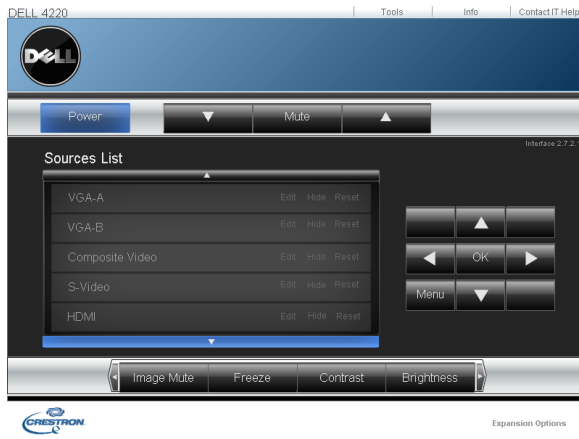 DELL 4220 Tools Info Contact IT Help
DELL
Power Mute
Interface 2.7.2.
Sources List
VGA-A Edit Hide Reset
VGA-B Edit Hide Reset
Composite Video Edit Hide Reset
S-Video Edit Hide Reset
HDMI Edit Hide Reset
OK
Menu
Image Mute Freeze Contrast Brightness
CRESTRON Expansion Options